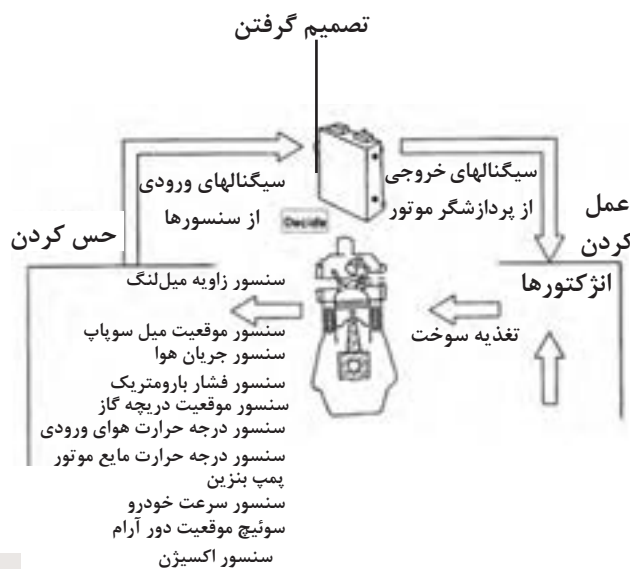 تصمیم گرفتن
سیگنالهای ورودی
از سنسورها
سیگنالهای خروجی
از پردازشگر موتور
Decide
حس کردن
عمل
کردن
انژکتورها
تغذیه سوخت
سنسور زاویه میل‌لنگ
سنسور موقعیت میل سوپاپ
سنسور جریان هوا
سنسور فشار بارومتریک
سنسور موقعیت دریچه گاز
سنسور درجه حرارت هوای ورودی
سنسور درجه حرارت مایع موتور
پمپ بنزین
سنسور سرعت خودرو
سوئیچ موقعیت دور آرام
سنسور اکسیژن